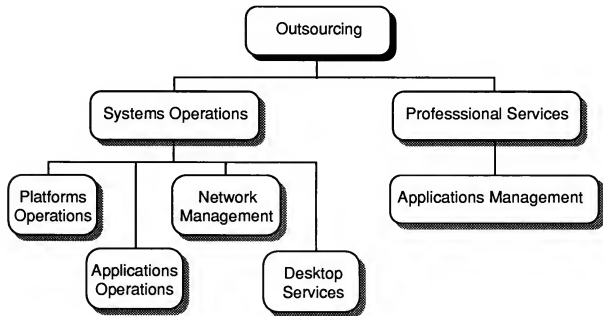 Outsourcing
Systems Operations
Professsional Services
Platforms
Operations
Network
Management
Applications Management
Applications
Operations
Desktop
Services